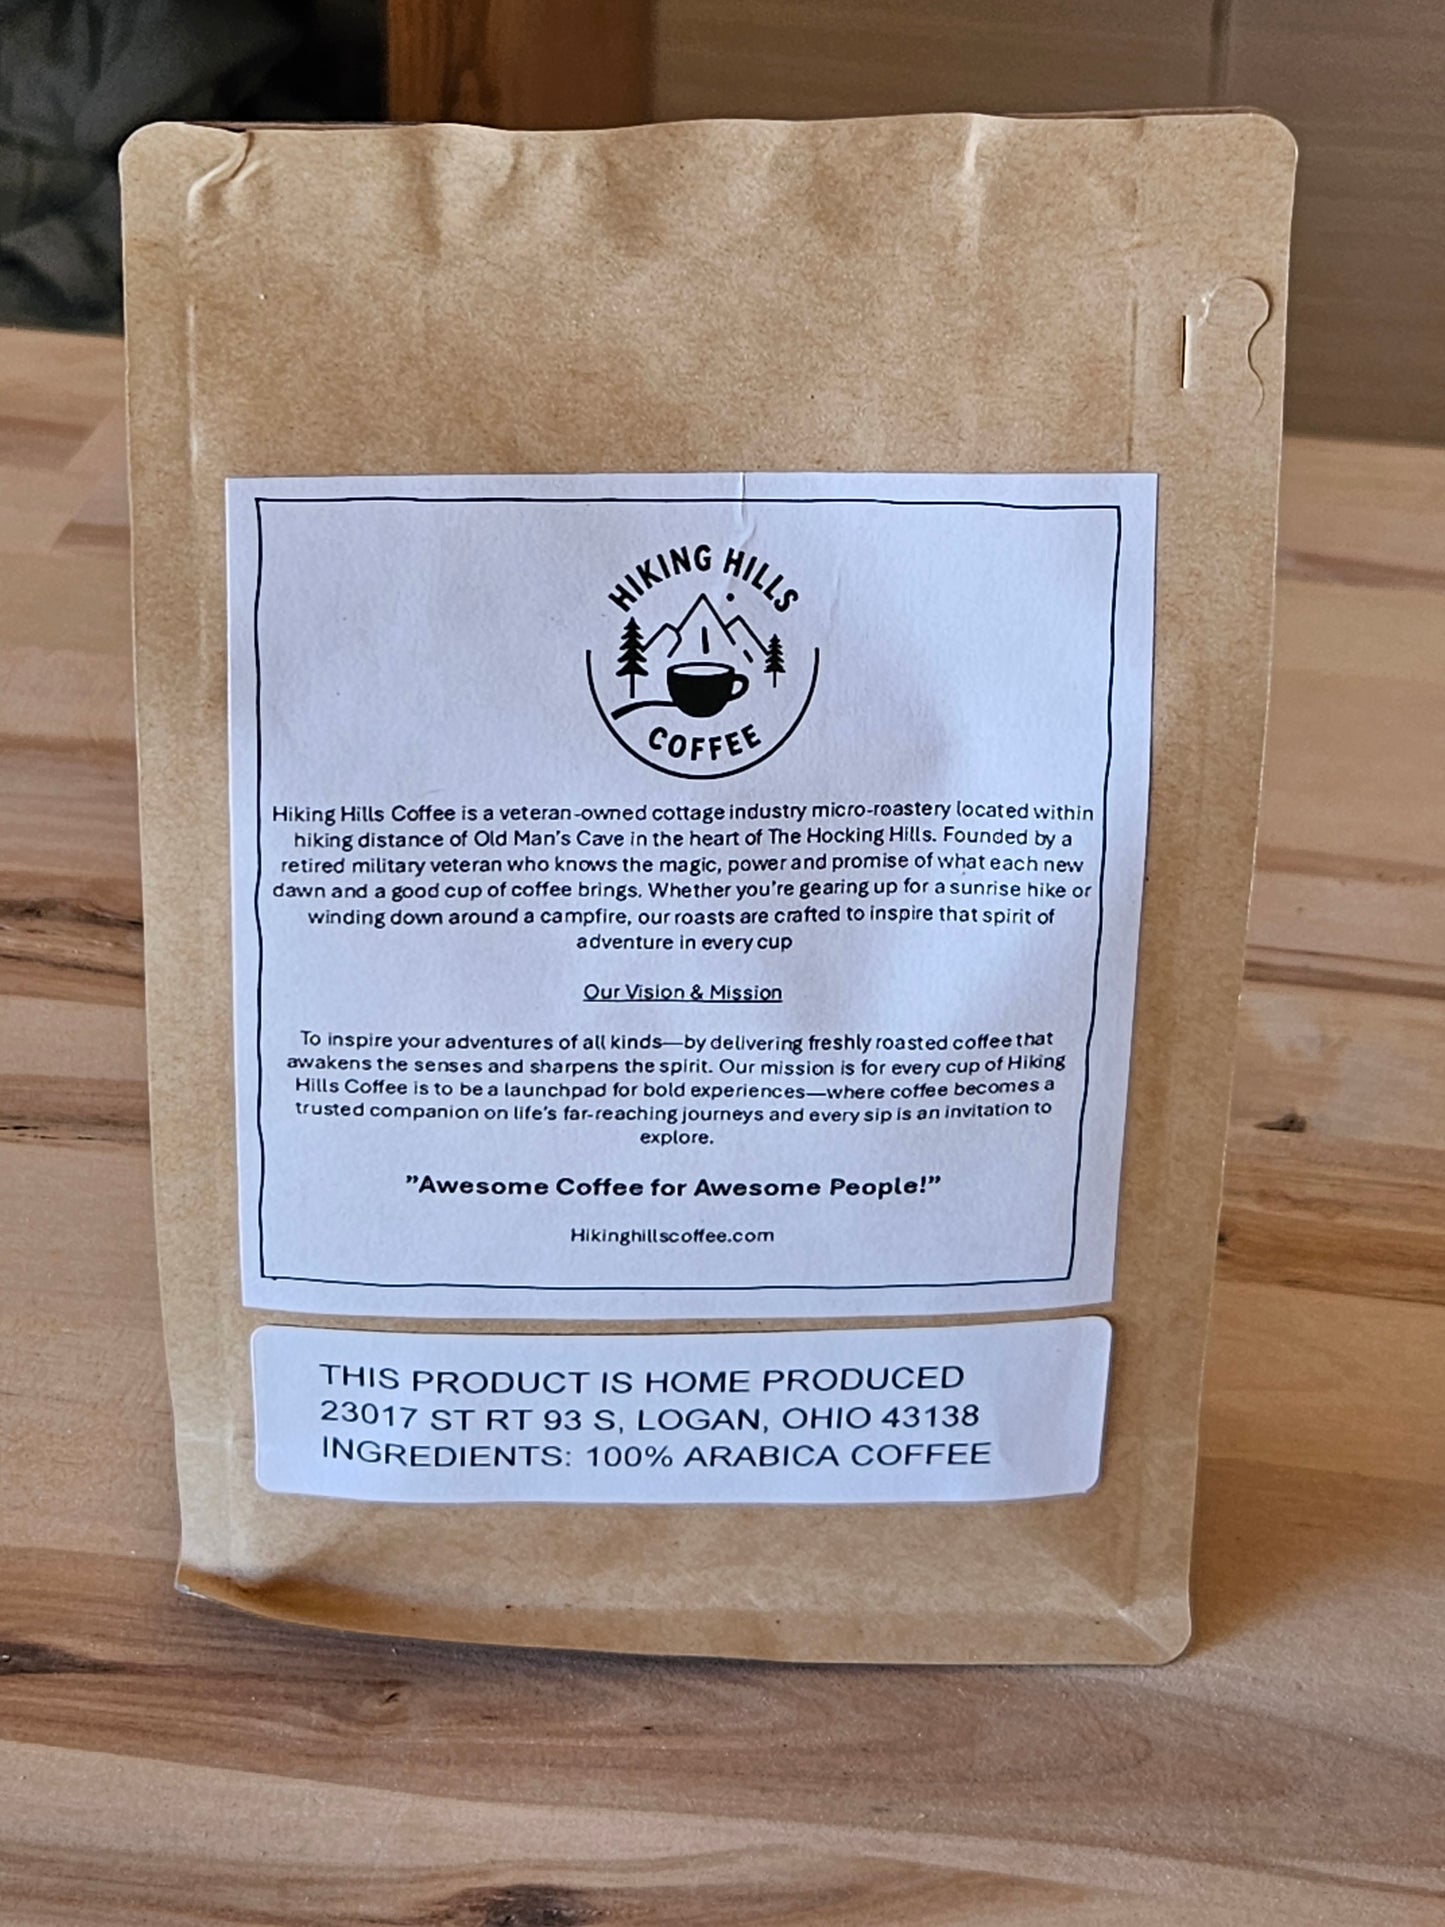 HIKING HILLS
COFFEE
Hiking Hills Coffee is a veteran-owned cottage industry micro-roastery located within
hiking distance of Old Man's Cave in the heart of The Hocking Hills. Founded by a
retired military veteran who knows the magic, power and promise of what each new
dawn and a good cup of coffee brings. Whether you're gearing up for a sunrise hike or
winding down around a campfire, our roasts are crafted to inspire that spirit of
adventure in every cup
Our Vision & Mission
To inspire your adventures of all kinds—by delivering freshly roasted coffee that
awakens the senses and sharpens the spirit. Our mission is for every cup of Hiking
Hills Coffee is to be a launchpad for bold experiences—where coffee becomes a
trusted companion on life's far-reaching journeys and every sip is an invitation to
explore.
”Awesome Coffee for Awesome People!”
Hikinghillscoffee.com
THIS PRODUCT IS HOME PRODUCED
23017 ST RT 93 S, LOGAN, OHIO 43138
INGREDIENTS: 100% ARABICA COFFEE